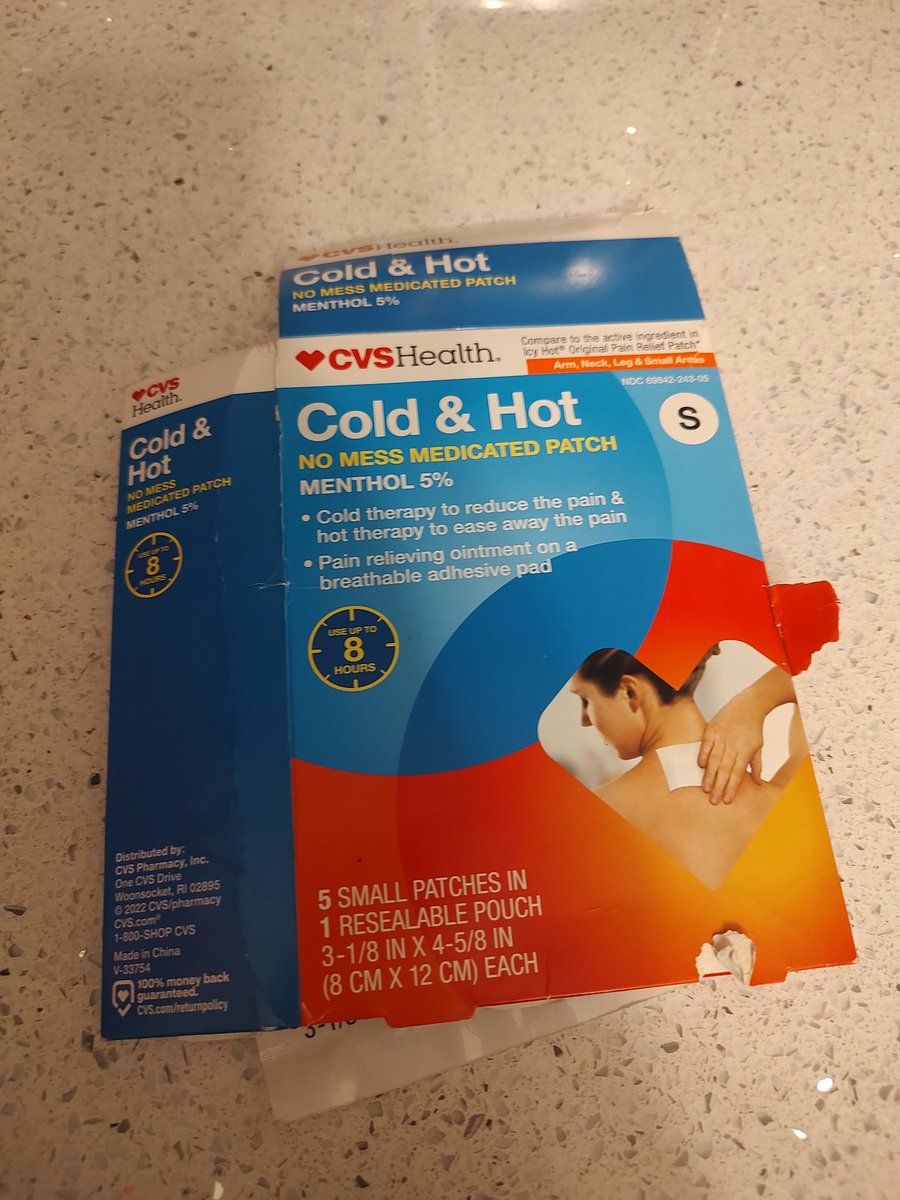 CVSHealth.
Cold & Hot
NO MESS MEDICATED PATCH
MENTHOL 5%
CVSHealth®
Compare to the active ingredient in
Icy Hot® Original Pain Relief Patch*
Arm, Neck, Leg & Small Areas
NDC 69842-243-05
S
Cold & Hot
NO MESS MEDICATED PATCH
MENTHOL 5%
• Cold therapy to reduce the pain &
hot therapy to ease away the pain
• Pain relieving ointment on a
breathable adhesive pad
USE UP TO
8
HOURS
5 SMALL PATCHES IN
1 RESEALABLE POUCH
3-1/8 IN X 4-5/8 IN
(8 CM X 12 CM) EACH
CVS
Health.
Cold &
Hot
NO MESS
MEDICATED PATCH
MENTHOL 5%
USE UP TO
8
HOURS
Distributed by:
CVS Pharmacy, Inc.
One CVS Drive
Woonsocket, RI 02895
© 2022 CVS/pharmacy
CVS.com®
1-800-SHOP CVS
Made in China
V-33754
100% money back
guaranteed.
CVS.com/returnpolicy